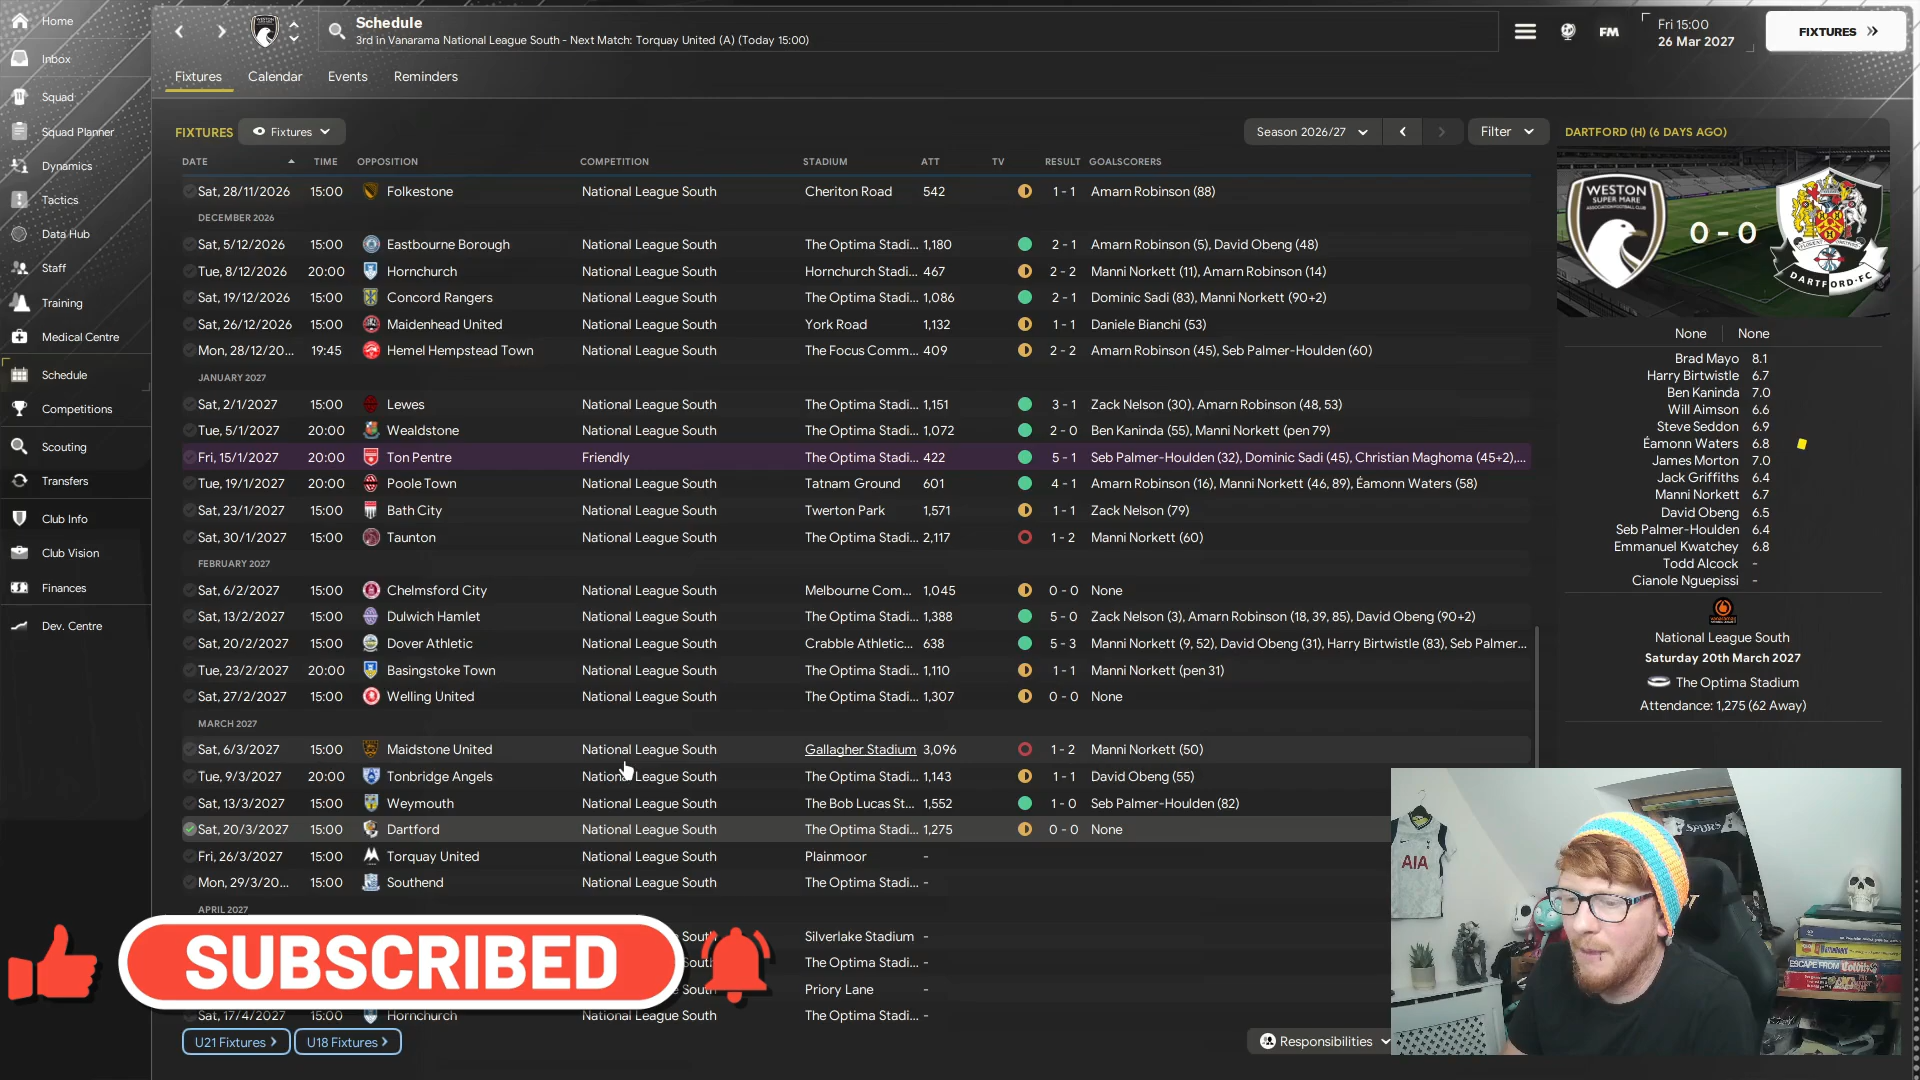 Home
Inbox
Squad
Squad Planner
Dynamics
Tactics
Data Hub
Staff
Training
Medical Centre
Schedule
Competitions
Scouting
Transfers
Club Info
Club Vision
Finances
Dev. Centre
Schedule
3rd in Vanarama National League South - Next Match: Torquay United (A) (Today 15:00)
FM
Fri 15:00
26 Mar 2027
FIXTURES
Fixtures Calendar Events Reminders
FIXTURES Fixtures Season 2026/27 Filter
DATE TIME OPPOSITION COMPETITION STADIUM ATT TV RESULT GOALSCORERS
Sat, 28/11/2026 15:00 Folkestone National League South Cheriton Road 542 1 - 1 Amarn Robinson (88)
DECEMBER 2026
Sat, 5/12/2026 15:00 Eastbourne Borough National League South The Optima Stadi... 1,180 2 - 1 Amarn Robinson (5), David Obeng (48)
Tue, 8/12/2026 20:00 Hornchurch National League South Hornchurch Stadi... 467 2 - 2 Manni Norkett (11), Amarn Robinson (14)
Sat, 19/12/2026 15:00 Concord Rangers National League South The Optima Stadi... 1,086 2 - 1 Dominic Sadi (83), Manni Norkett (90+2)
Sat, 26/12/2026 15:00 Maidenhead United National League South York Road 1,132 1 - 1 Daniele Bianchi (53)
Mon, 28/12/20... 19:45 Hemel Hempstead Town National League South The Focus Comm... 409 2 - 2 Amarn Robinson (45), Seb Palmer-Houlden (60)
JANUARY 2027
Sat, 2/1/2027 15:00 Lewes National League South The Optima Stadi... 1,151 3 - 1 Zack Nelson (30), Amarn Robinson (48, 53)
Tue, 5/1/2027 20:00 Wealdstone National League South The Optima Stadi... 1,072 2 - 0 Ben Kaninda (55), Manni Norkett (pen 79)
Fri, 15/1/2027 20:00 Ton Pentre Friendly The Optima Stadi... 422 5 - 1 Seb Palmer-Houlden (32), Dominic Sadi (45), Christian Maghoma (45+2),...
Tue, 19/1/2027 20:00 Poole Town National League South Tatnam Ground 601 4 - 1 Amarn Robinson (16), Manni Norkett (46, 89), Éamonn Waters (58)
Sat, 23/1/2027 15:00 Bath City National League South Twerton Park 1,571 1 - 1 Zack Nelson (79)
Sat, 30/1/2027 15:00 Taunton National League South The Optima Stadi... 2,117 1 - 2 Manni Norkett (60)
FEBRUARY 2027
Sat, 6/2/2027 15:00 Chelmsford City National League South Melbourne Com... 1,045 0 - 0 None
Sat, 13/2/2027 15:00 Dulwich Hamlet National League South The Optima Stadi... 1,388 5 - 0 Zack Nelson (3), Amarn Robinson (18, 39, 85), David Obeng (90+2)
Sat, 20/2/2027 15:00 Dover Athletic National League South Crabble Athletic... 638 5 - 3 Manni Norkett (9, 52), David Obeng (31), Harry Birtwistle (83), Seb Palmer...
Tue, 23/2/2027 20:00 Basingstoke Town National League South The Optima Stadi... 1,110 1 - 1 Manni Norkett (pen 31)
Sat, 27/2/2027 15:00 Welling United National League South The Optima Stadi... 1,307 0 - 0 None
MARCH 2027
Sat, 6/3/2027 15:00 Maidstone United National League South Gallagher Stadium 3,096 1 - 2 Manni Norkett (50)
Tue, 9/3/2027 20:00 Tonbridge Angels National League South The Optima Stadi... 1,143 1 - 1 David Obeng (55)
Sat, 13/3/2027 15:00 Weymouth National League South The Bob Lucas St... 1,552 1 - 0 Seb Palmer-Houlden (82)
Sat, 20/3/2027 15:00 Dartford National League South The Optima Stadi... 1,275 0 - 0 None
Fri, 26/3/2027 15:00 Torquay United National League South Plainmoor -
Mon, 29/3/20... 15:00 Southend National League South The Optima Stadi... -
APRIL 2027
South Silverlake Stadium -
South The Optima Stadi... -
South Priory Lane -
Sat, 17/4/2027 15:00 Hornchurch National League South The Optima Stadi... -
SUBSCRIBED
U21 Fixtures U18 Fixtures
Responsibilities
DARTFORD (H) (6 DAYS AGO)
WESTON
SUPER MARE
ASSOCIATION FOOTBALL CLUB
0 - 0
DARTFORD·FC
None None
Brad Mayo 8.1
Harry Birtwistle 6.7
Ben Kaninda 7.0
Will Aimson 6.6
Steve Seddon 6.9
Éamonn Waters 6.8
James Morton 7.0
Jack Griffiths 6.4
Manni Norkett 6.7
David Obeng 6.5
Seb Palmer-Houlden 6.4
Emmanuel Kwatchey 6.8
Todd Alcock -
Cianole Nguepissi -
National League South
Saturday 20th March 2027
The Optima Stadium
Attendance: 1,275 (62 Away)
AIA
SPURS
ESCAPE FROM Colditz